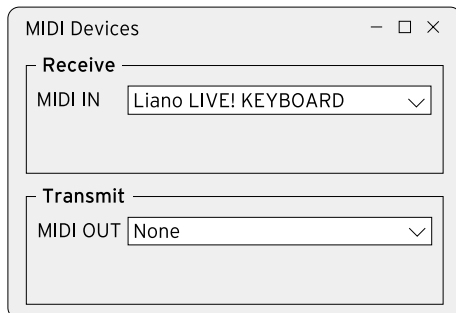 MIDI Devices
Receive
MIDI IN Liano LIVE! KEYBOARD
Transmit
MIDI OUT None